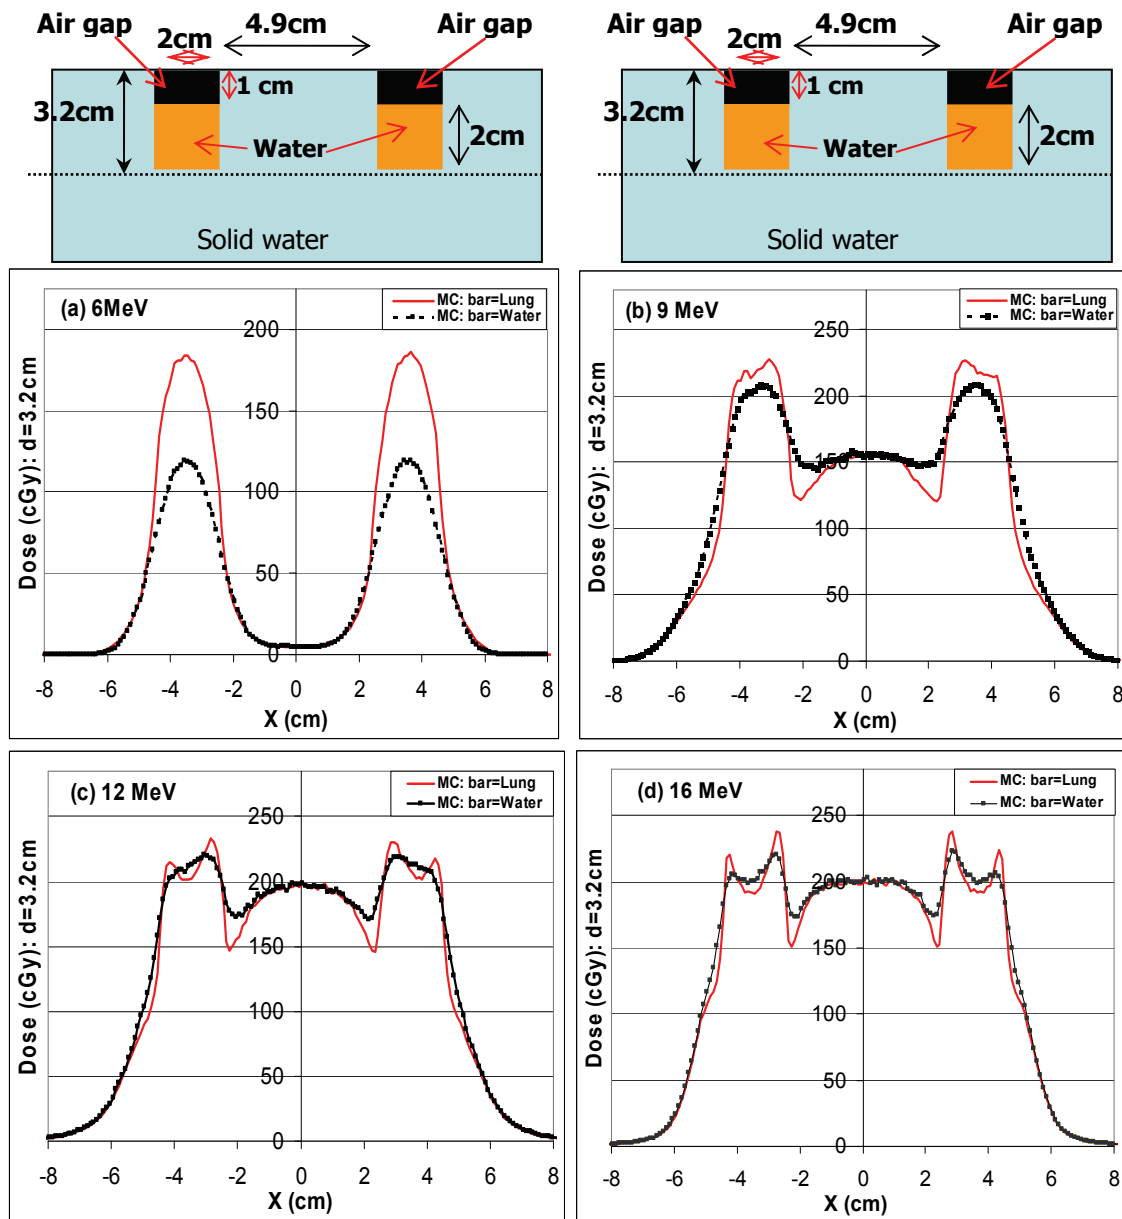 Air gap
2cm
4.9cm
Air gap
1 cm
3.2cm
Water
2cm
Solid water
Air gap
2cm
4.9cm
Air gap
1 cm
3.2cm
Water
2cm
Solid water
(a) 6MeV
MC: bar=Lung
MC: bar=Water
Dose (cGy): d=3.2cm
200
150
100
50
0
-8 -6 -4 -2 0 2 4 6 8
X (cm)
(b) 9 MeV
MC: bar=Lung
MC: bar=Water
Dose (cGy): d=3.2cm
250
200
150
100
50
0
-8 -6 -4 -2 0 2 4 6 8
X (cm)
(c) 12 MeV
MC: bar=Lung
MC: bar=Water
Dose (cGy): d=3.2cm
250
200
150
100
50
0
-8 -6 -4 -2 0 2 4 6 8
X (cm)
(d) 16 MeV
MC: bar=Lung
MC: bar=Water
Dose (cGy): d=3.2cm
250
200
150
100
50
0
-8 -6 -4 -2 0 2 4 6 8
X (cm)